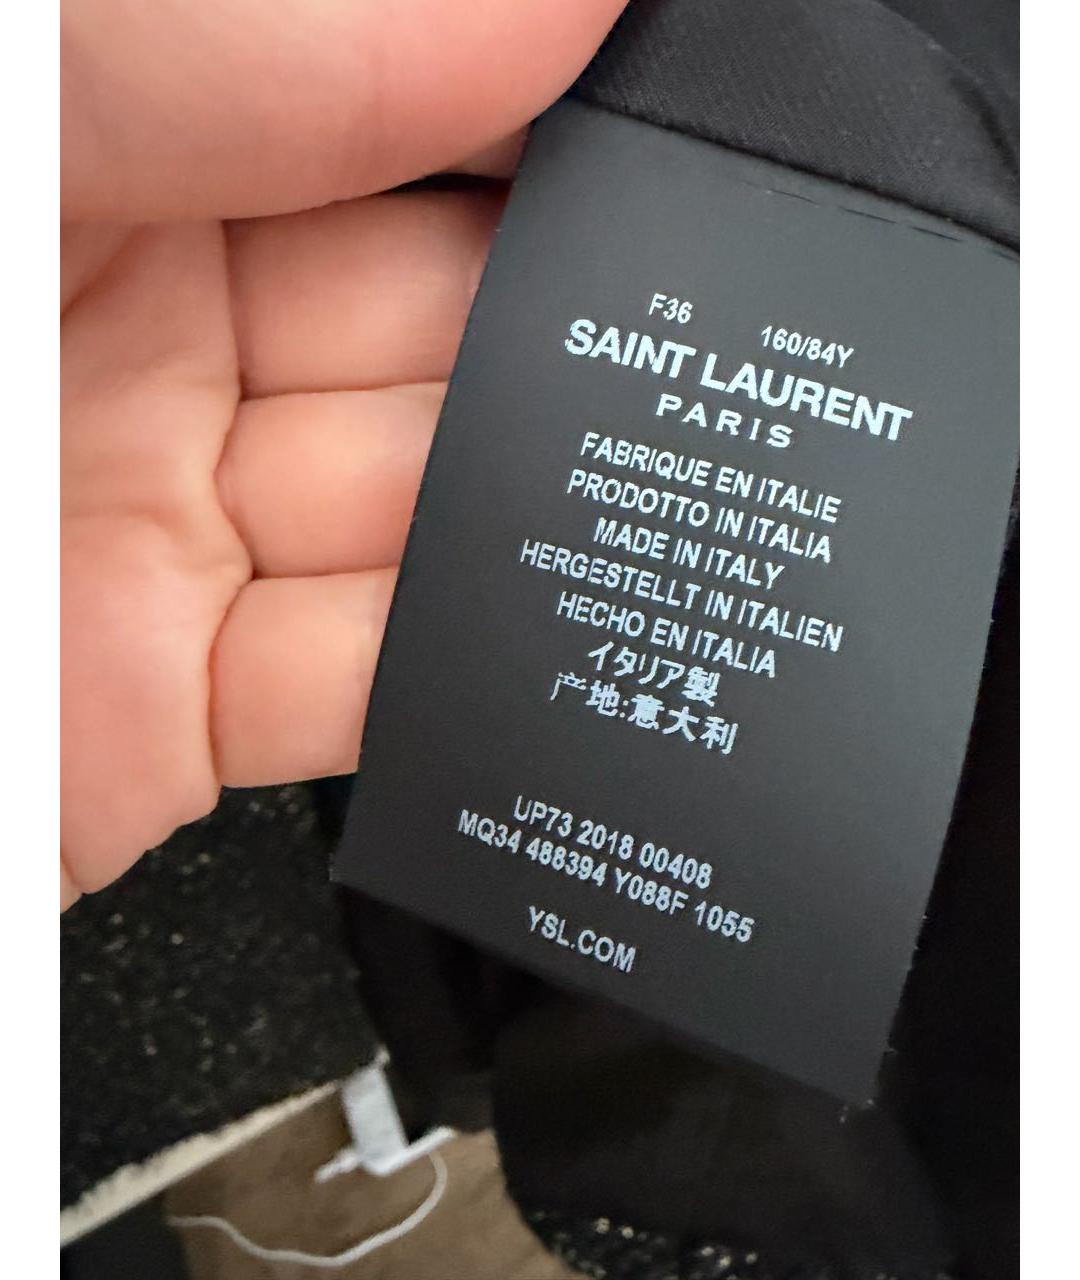 F36 160/84Y
SAINT LAURENT
PARIS
FABRIQUE EN ITALIE
PRODOTTO IN ITALIA
MADE IN ITALY
HERGESTELLT IN ITALIEN
HECHO EN ITALIA
イタリア製
产地:意大利
UP73 2018 00408
MQ34 488394 Y088F 1055
YSL.COM